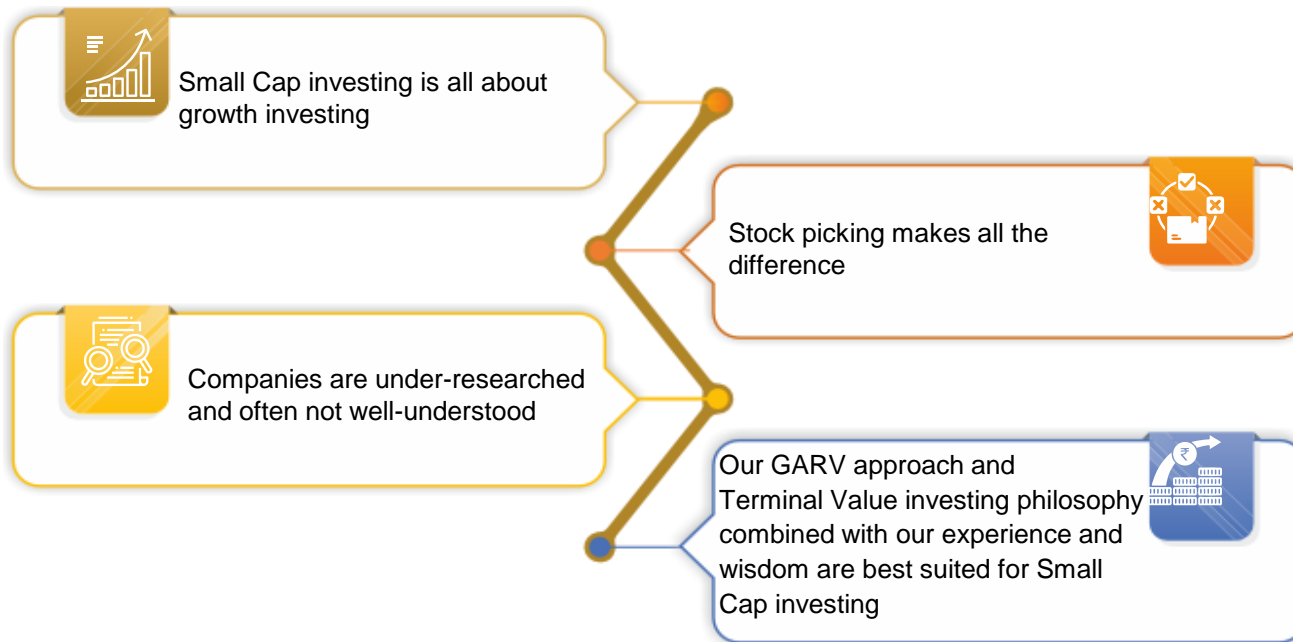 Small Cap investing is all about
growth investing
Stock picking makes all the
difference
Companies are under-researched
and often not well-understood
₹
Our GARV approach and
Terminal Value investing philosophy
combined with our experience and
wisdom are best suited for Small
Cap investing